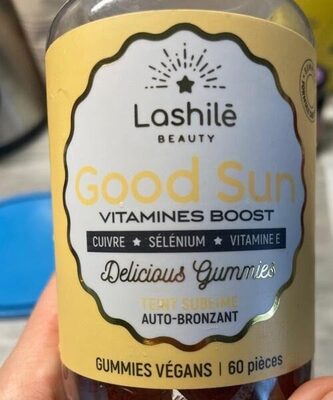 Lashilē
BEAUTY
Good Sun
VITAMINES BOOST
CUIVRE ★ SÉLÉNIUM ★ VITAMINE E
Delicious Gummies
TEINT SUBLIMÉ
AUTO-BRONZANT
GUMMIES VÉGANS | 60 pièces